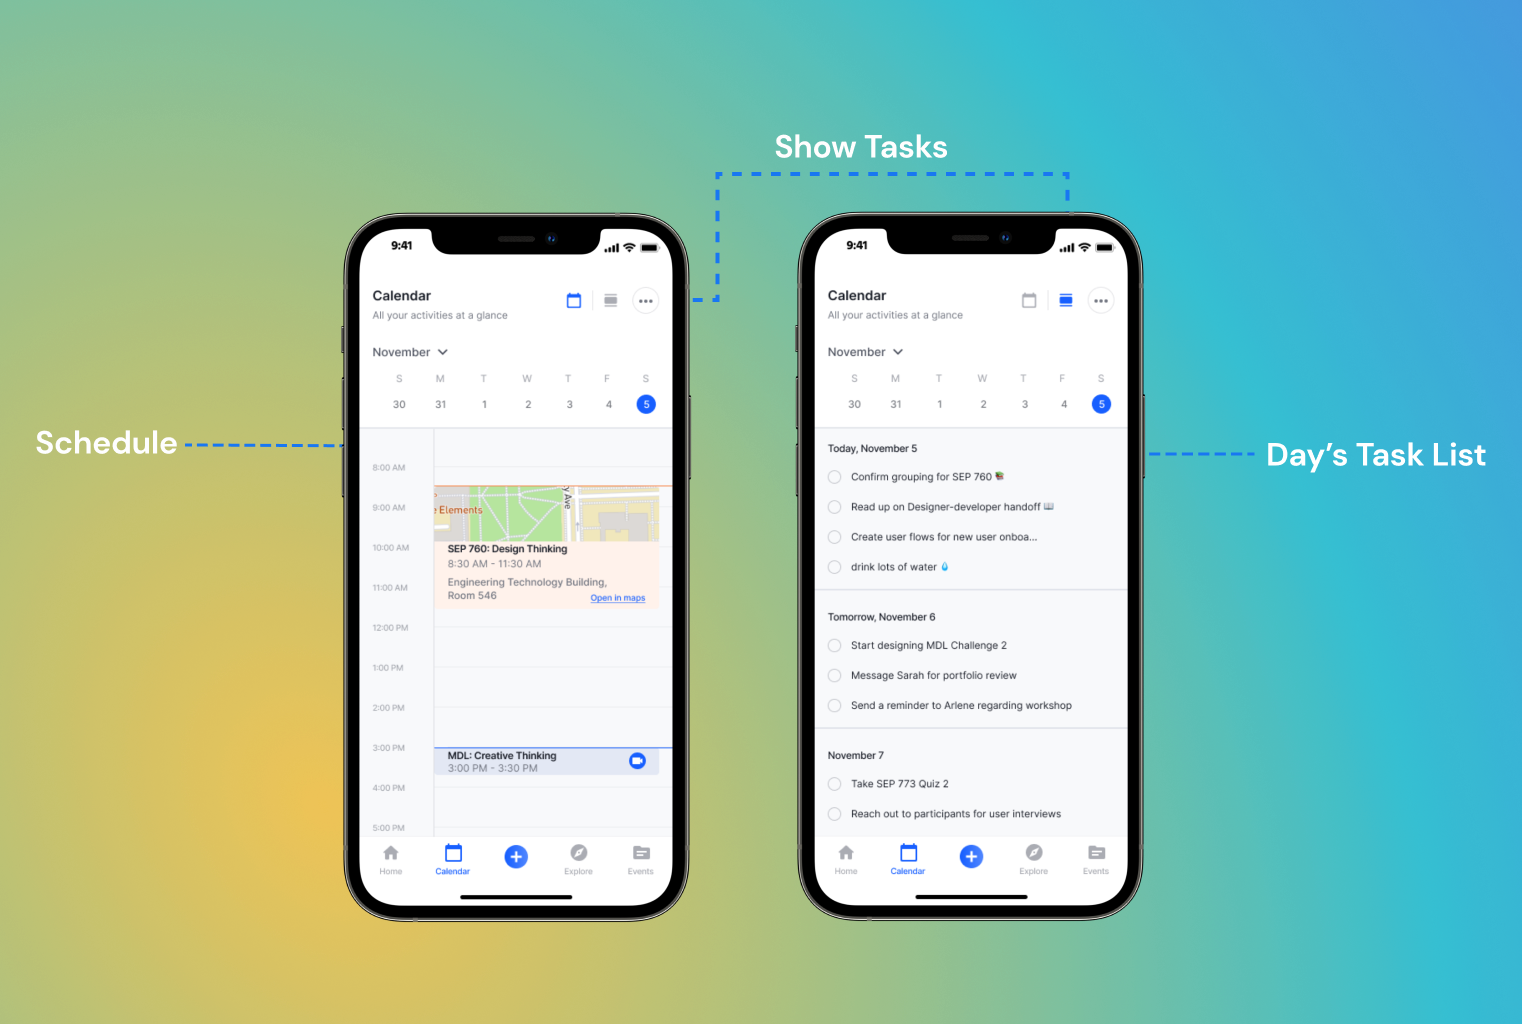 Show Tasks
Schedule
Day's Task List
9:41
Calendar
All your activities at a glance
November
S M T W T F S
30 31 1 2 3 4 5
8:00 AM
9:00 AM
10:00 AM
11:00 AM
12:00 PM
1:00 PM
2:00 PM
3:00 PM
4:00 PM
5:00 PM
y Ave
e Elements
SEP 760: Design Thinking
8:30 AM - 11:30 AM
Engineering Technology Building,
Room 546
Open in maps
MDL: Creative Thinking
3:00 PM - 3:30 PM
Home Calendar Explore Events
9:41
Calendar
All your activities at a glance
November
S M T W T F S
30 31 1 2 3 4 5
Today, November 5
Confirm grouping for SEP 760 📚
Read up on Designer-developer handoff 📖
Create user flows for new user onboa...
drink lots of water 💧
Tomorrow, November 6
Start designing MDL Challenge 2
Message Sarah for portfolio review
Send a reminder to Arlene regarding workshop
November 7
Take SEP 773 Quiz 2
Reach out to participants for user interviews
Home Calendar Explore Events